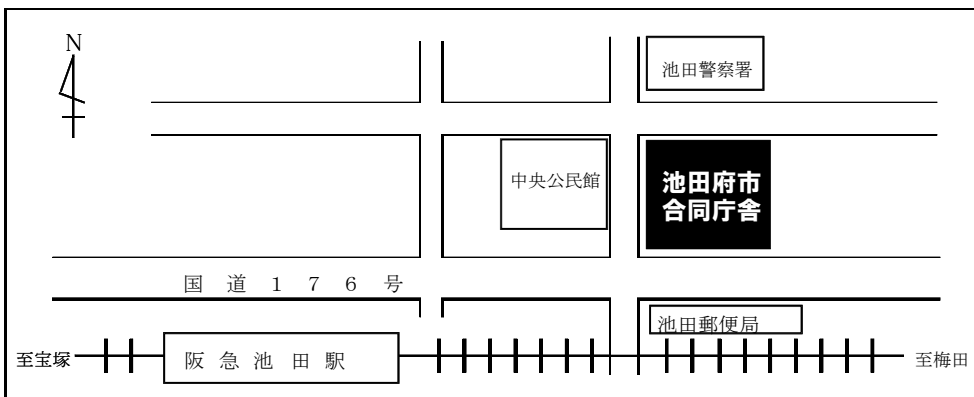 N
池田警察署
中央公民館
池田府市
合同庁舎
国道176号
池田郵便局
至宝塚
阪急池田駅
至梅田